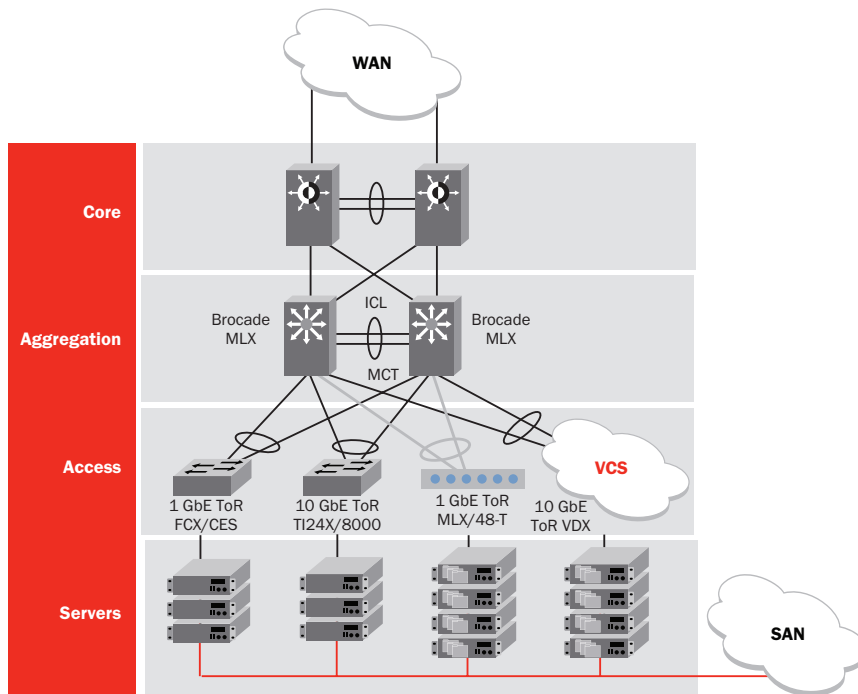 WAN
Core
ICL
Brocade
MLX
Brocade
MLX
Aggregation
MCT
Access
VCS
1 GbE ToR
FCX/CES
10 GbE ToR
TI24X/8000
1 GbE ToR
MLX/48-T
10 GbE
ToR VDX
Servers
SAN